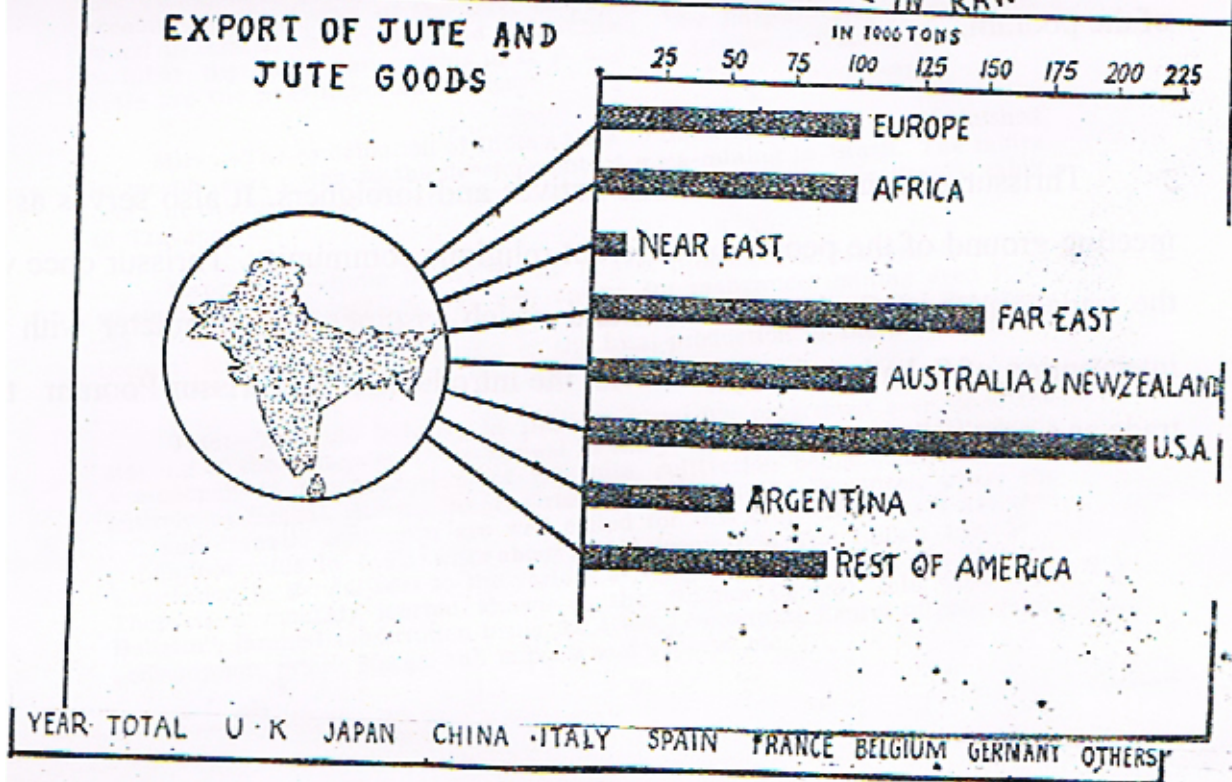 IN RAW
EXPORT OF JUTE AND
JUTE GOODS
IN 1000 TONS
25 50 75 100 125 150 175 200 225
EUROPE
AFRICA
NEAR EAST
FAR EAST
AUSTRALIA & NEWZEALAND
U.S.A.
ARGENTINA
REST OF AMERICA
YEAR TOTAL U·K JAPAN CHINA ITALY SPAIN FRANCE BELGIUM GERMANY OTHERS